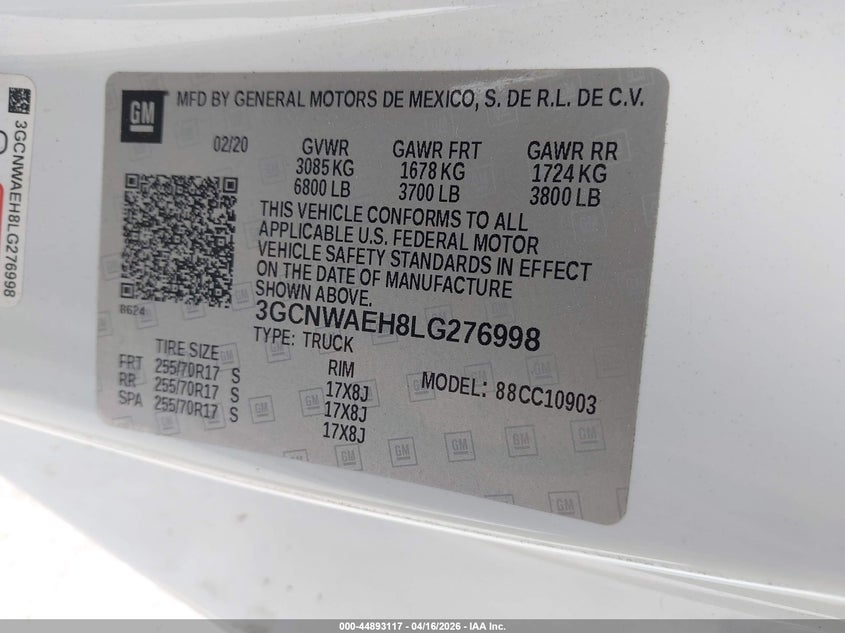 GM MFD BY GENERAL MOTORS DE MEXICO, S. DE R.L. DE C.V.
02/20 GVWR GAWR FRT GAWR RR
3085 KG 1678 KG 1724 KG
6800 LB 3700 LB 3800 LB
THIS VEHICLE CONFORMS TO ALL
APPLICABLE U.S. FEDERAL MOTOR
VEHICLE SAFETY STANDARDS IN EFFECT
ON THE DATE OF MANUFACTURE
SHOWN ABOVE.
B624
3GCNWAEH8LG276998
TYPE: TRUCK
TIRE SIZE RIM MODEL: 88CC10903
FRT 255/70R17 S 17X8J
RR 255/70R17 S 17X8J
SPA 255/70R17 S 17X8J
3GCNWAEH8LG276998
000-44893117 - 04/16/2026 - IAA Inc.